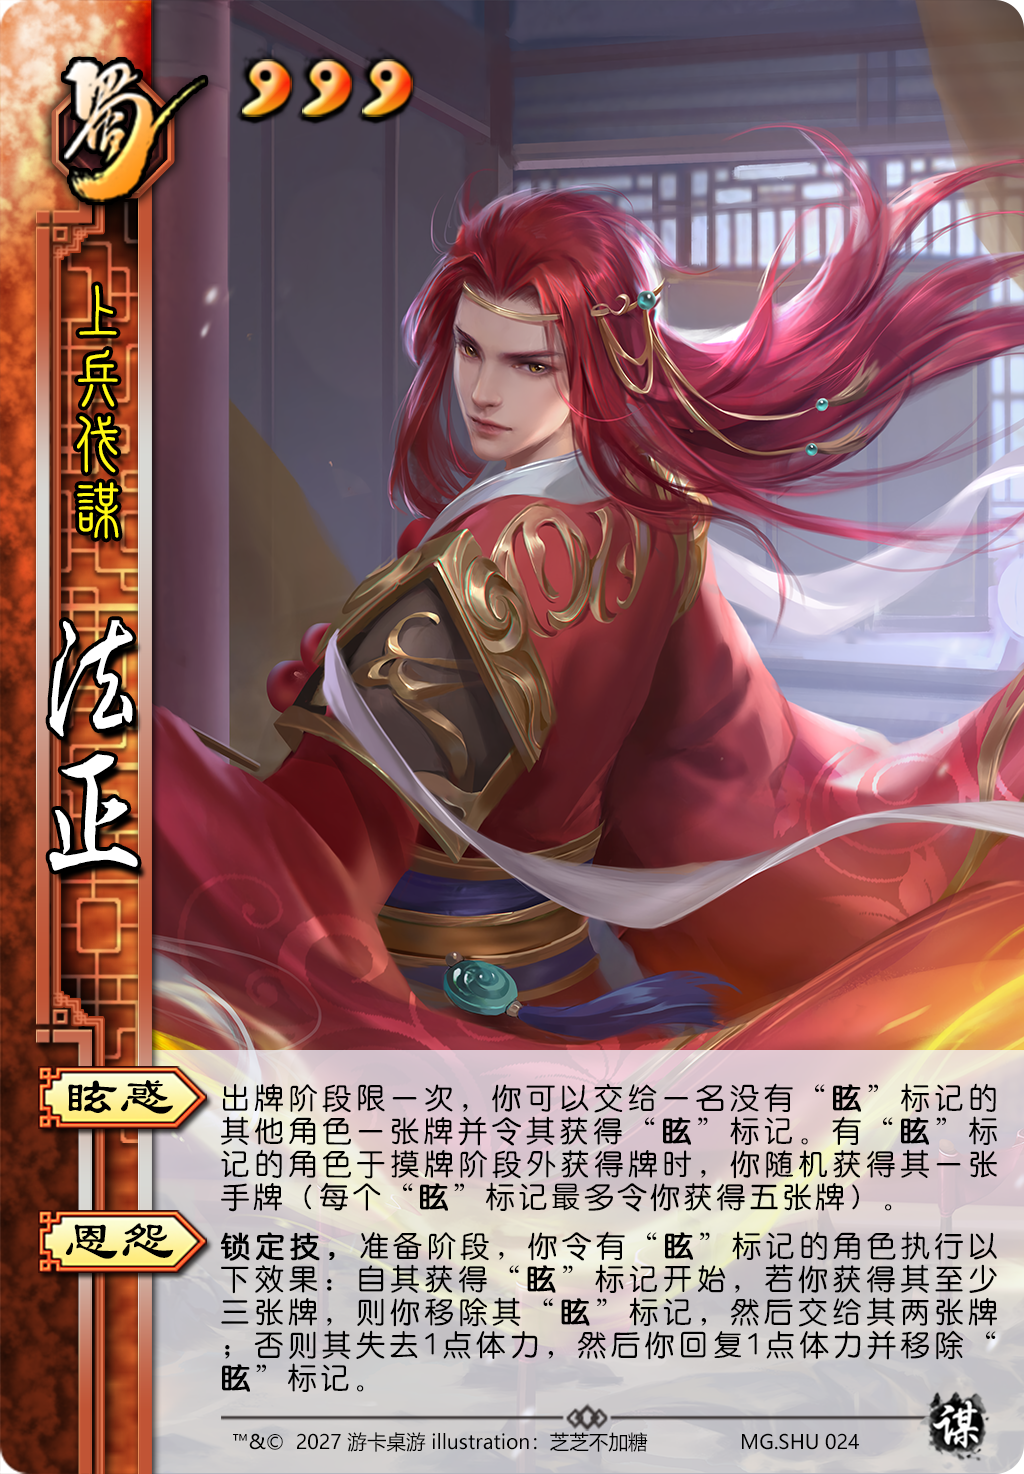 蜀
上兵伐謀
法正
眩惑
出牌阶段限一次，你可以交给一名没有“眩”标记的
其他角色一张牌并令其获得“眩”标记。有“眩”标
记的角色于摸牌阶段外获得牌时，你随机获得其一张
手牌（每个“眩”标记最多令你获得五张牌）。
恩怨
锁定技，准备阶段，你令有“眩”标记的角色执行以
下效果：自其获得“眩”标记开始，若你获得其至少
三张牌，则你移除其“眩”标记，然后交给其两张牌
；否则其失去1点体力，然后你回复1点体力并移除“
眩”标记。
™&© 2027 游卡桌游 illustration：芝芝不加糖
MG.SHU 024
谋